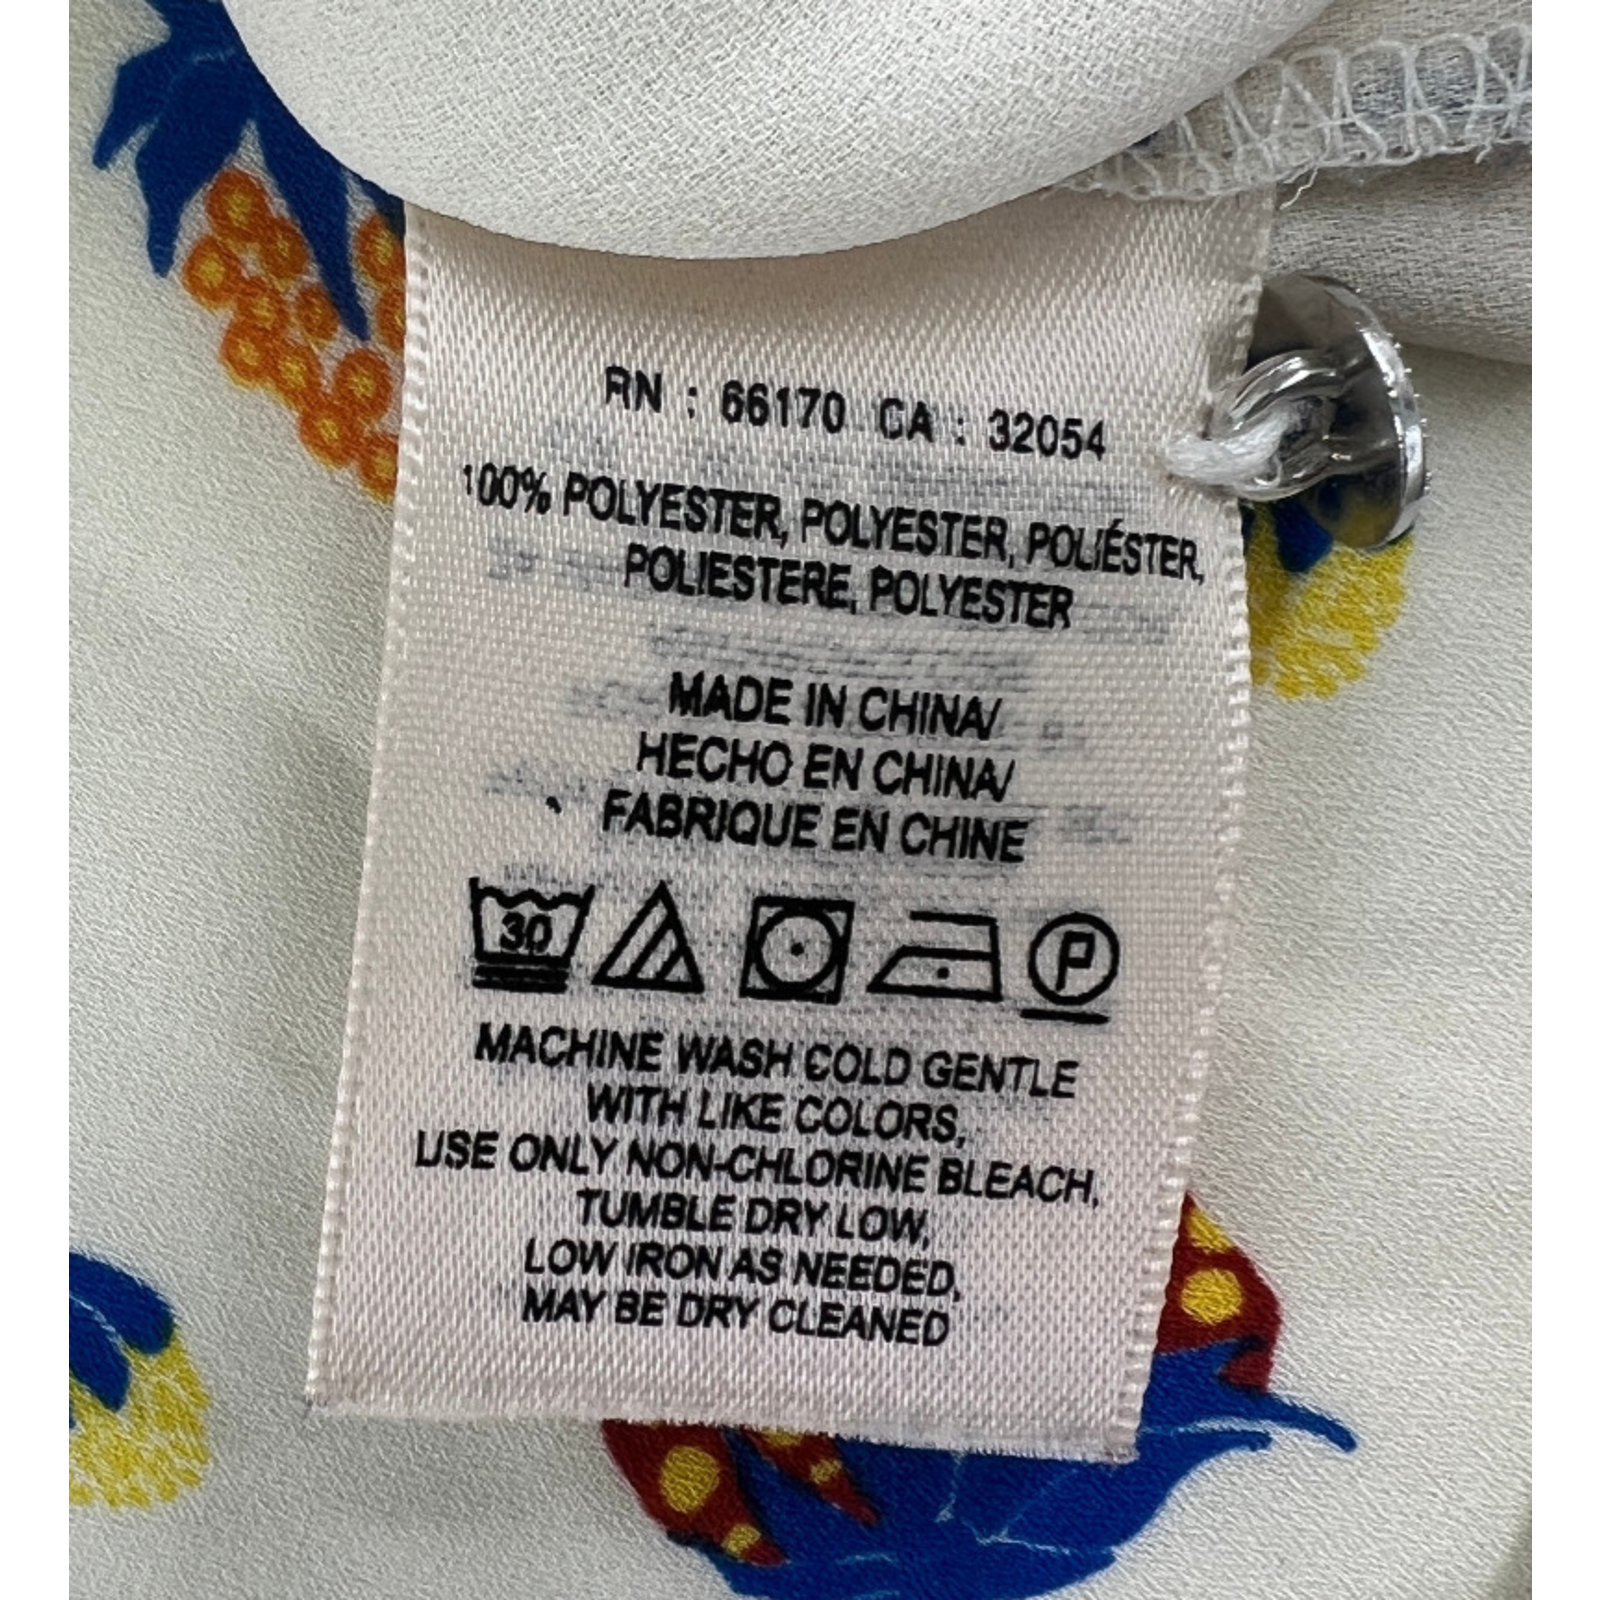 RN : 66170 CA : 32054
100% POLYESTER, POLYESTER, POLIÉSTER,
POLIESTERE, POLYESTER
MADE IN CHINA/
HECHO EN CHINA/
FABRIQUE EN CHINE
30 P
MACHINE WASH COLD GENTLE
WITH LIKE COLORS,
USE ONLY NON-CHLORINE BLEACH,
TUMBLE DRY LOW,
LOW IRON AS NEEDED,
MAY BE DRY CLEANED